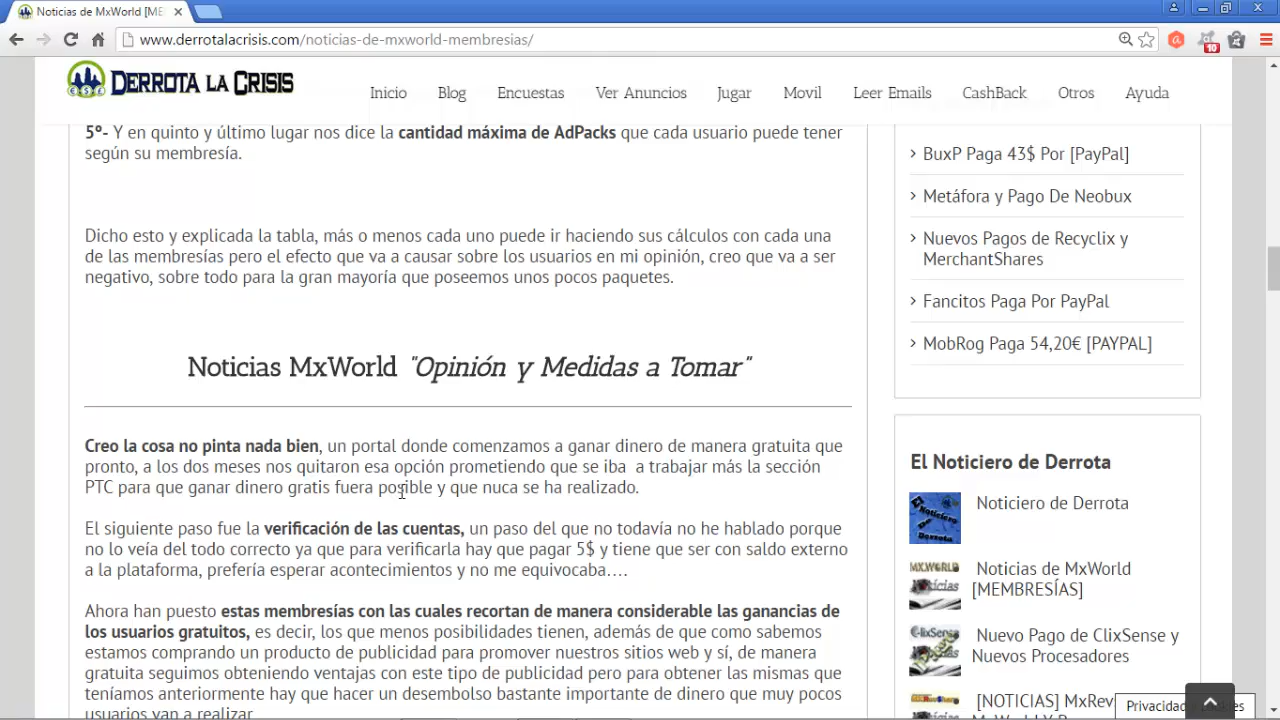 Noticias de MxWorld [ME
www.derrotalacrisis.com/noticias-de-mxworld-membresias/
10
DERROTA LA CRISIS
Inicio Blog Encuestas Ver Anuncios Jugar Movil Leer Emails CashBack Otros Ayuda
5º- Y en quinto y último lugar nos dice la cantidad máxima de AdPacks que cada usuario puede tener
según su membresía.
Dicho esto y explicada la tabla, más o menos cada uno puede ir haciendo sus cálculos con cada una
de las membresías pero el efecto que va a causar sobre los usuarios en mi opinión, creo que va a ser
negativo, sobre todo para la gran mayoría que poseemos unos pocos paquetes.
Noticias MxWorld "Opinión y Medidas a Tomar"
Creo la cosa no pinta nada bien, un portal donde comenzamos a ganar dinero de manera gratuita que
pronto, a los dos meses nos quitaron esa opción prometiendo que se iba a trabajar más la sección
PTC para que ganar dinero gratis fuera posible y que nuca se ha realizado.
El siguiente paso fue la verificación de las cuentas, un paso del que no todavía no he hablado porque
no lo veía del todo correcto ya que para verificarla hay que pagar 5$ y tiene que ser con saldo externo
a la plataforma, prefería esperar acontecimientos y no me equivocaba….
Ahora han puesto estas membresías con las cuales recortan de manera considerable las ganancias de
los usuarios gratuitos, es decir, los que menos posibilidades tienen, además de que como sabemos
estamos comprando un producto de publicidad para promover nuestros sitios web y sí, de manera
gratuita seguimos obteniendo ventajas con este tipo de publicidad pero para obtener las mismas que
teníamos anteriormente hay que hacer un desembolso bastante importante de dinero que muy pocos
usuarios van a realizar
BuxP Paga 43$ Por [PayPal]
Metáfora y Pago De Neobux
Nuevos Pagos de Recyclix y
MerchantShares
Fancitos Paga Por PayPal
MobRog Paga 54,20€ [PAYPAL]
El Noticiero de Derrota
Noticiero de Derrota
Noticias de MxWorld
[MEMBRESÍAS]
Nuevo Pago de ClixSense y
Nuevos Procesadores
[NOTICIAS] MxRev
Privacidad y cookies